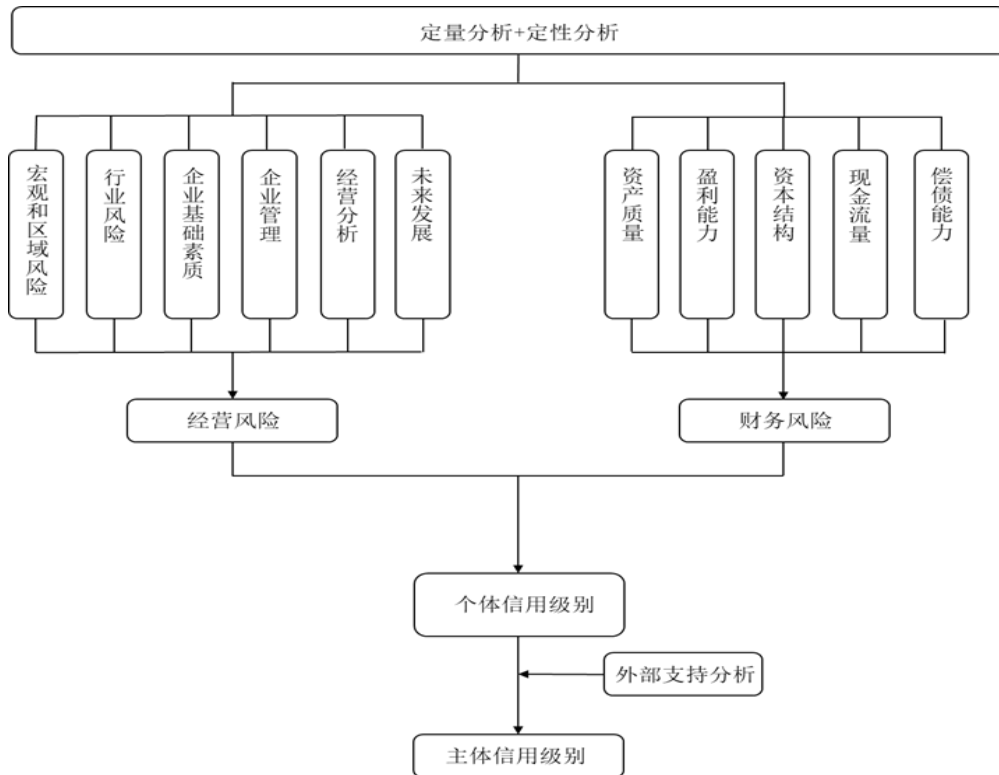 定量分析+定性分析
宏观和区域风险
行业风险
企业基础素质
企业管理
经营分析
未来发展
资产质量
盈利能力
资本结构
现金流量
偿债能力
经营风险
财务风险
个体信用级别
外部支持分析
主体信用级别